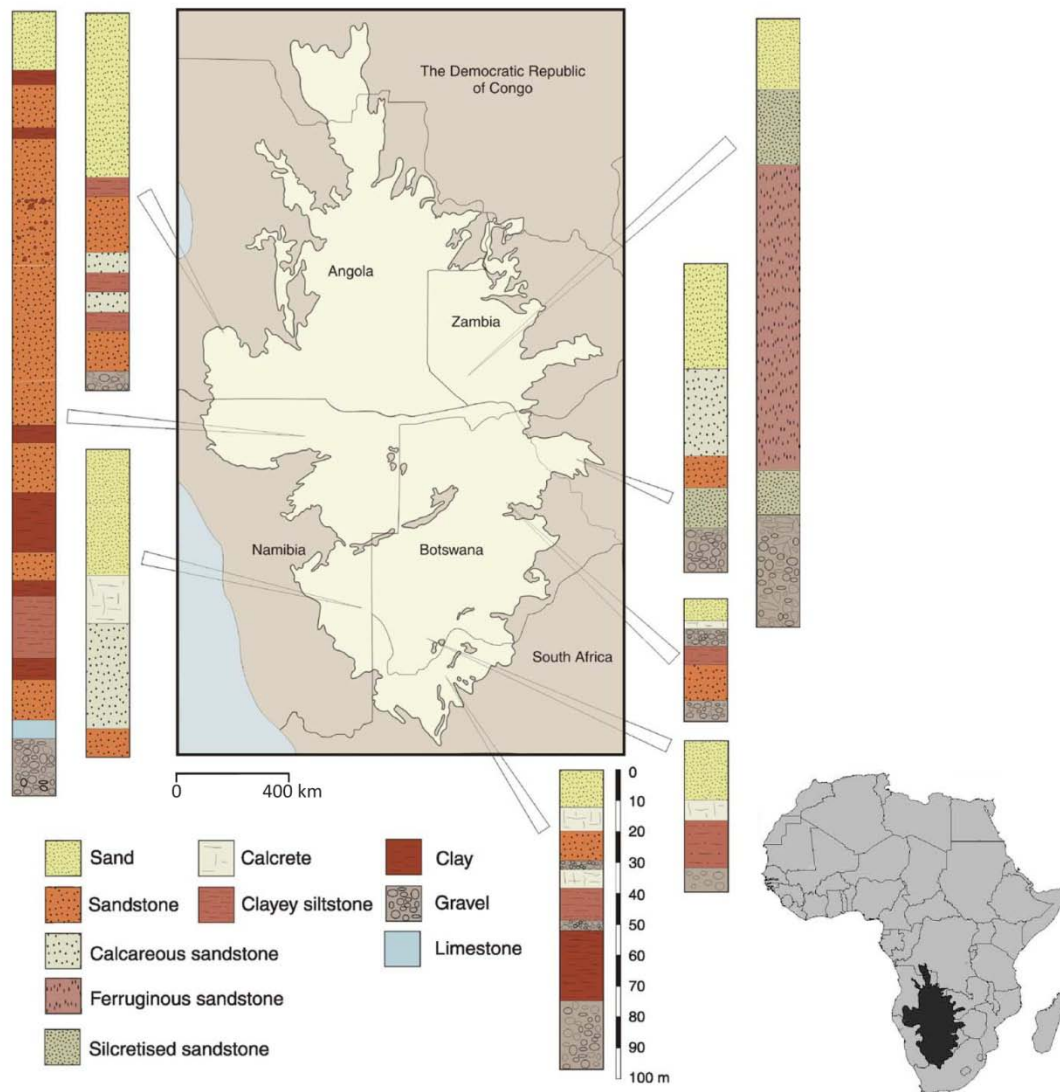 The Democratic Republic
of Congo
Angola
Zambia
Namibia
Botswana
South Africa
0 400 km
Sand
Calcrete
Clay
Sandstone
Clayey siltstone
Gravel
Calcareous sandstone
Limestone
Ferruginous sandstone
Silcretised sandstone
0
10
20
30
40
50
60
70
80
90
100 m